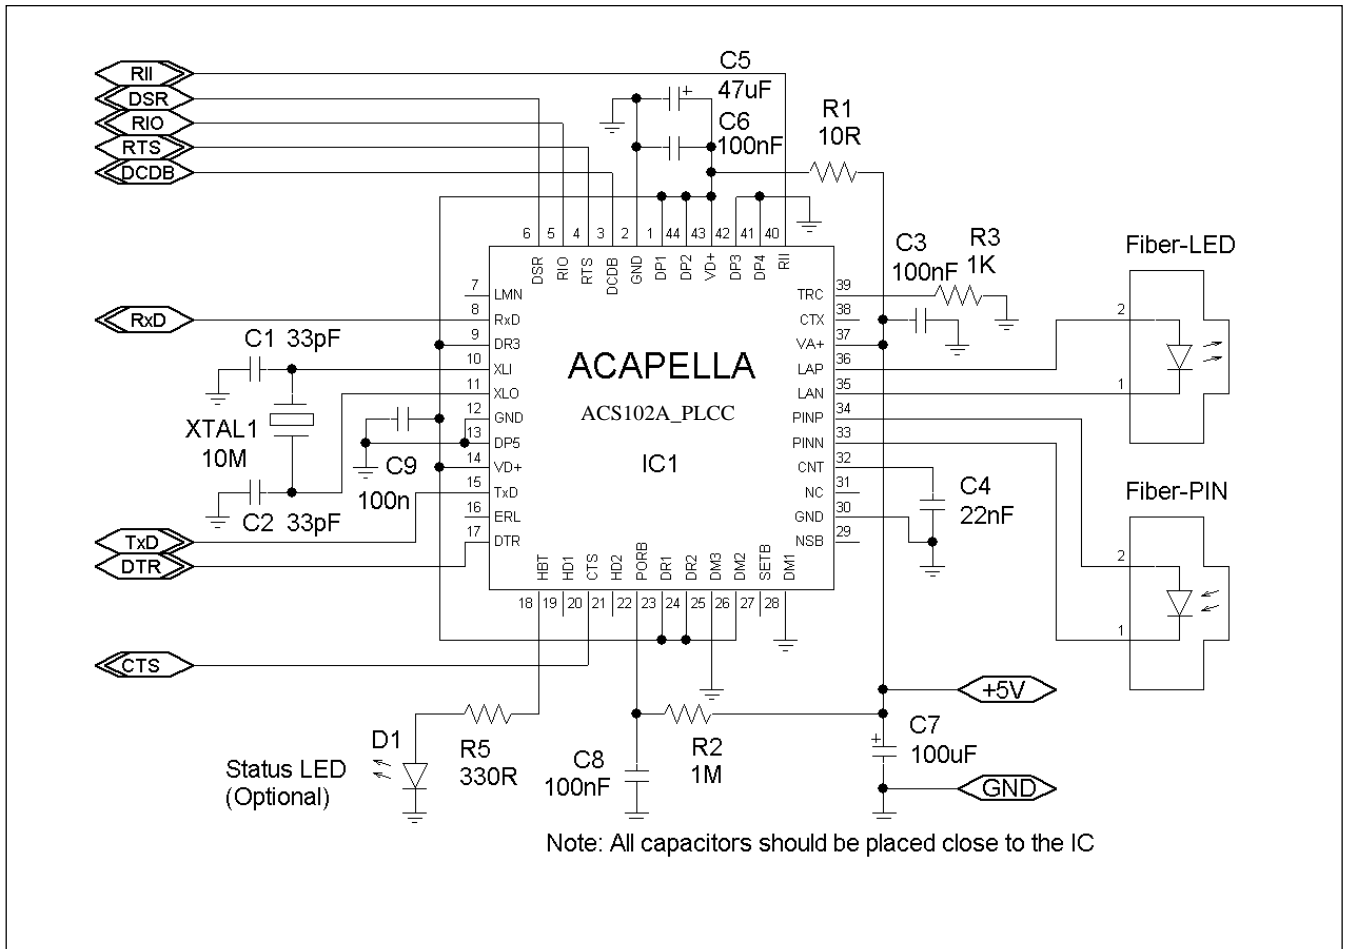 RII
DSR
RIO
RTS
DCDB
C5
47uF
C6
100nF
R1
10R
6 5 4 3 2 1 44 43 42 41 40
DSR RIO RTS DCDB GND DP1 DP2 VD+ DP3 DP4 RII
C3
100nF
R3
1K
Fiber-LED
2
1
7 LMN
8 RxD
9 DR3
10 XLI
11 XLO
12 GND
13 DP5
14 VD+
15 TxD
16 ERL
17 DTR
RxD
C1 33pF
XTAL1
10M
C2 33pF
C9
100n
ACAPELLA
ACS102A_PLCC
IC1
TRC 39
CTX 38
VA+ 37
LAP 36
LAN 35
PINP 34
PINN 33
CNT 32
NC 31
GND 30
NSB 29
C4
22nF
Fiber-PIN
2
1
TxD
DTR
HBT HD1 CTS HD2 PORB DR1 DR2 DM3 DM2 SETB DM1
18 19 20 21 22 23 24 25 26 27 28
CTS
+5V
D1
Status LED
(Optional)
R5
330R
C8
100nF
R2
1M
C7
100uF
GND
Note: All capacitors should be placed close to the IC